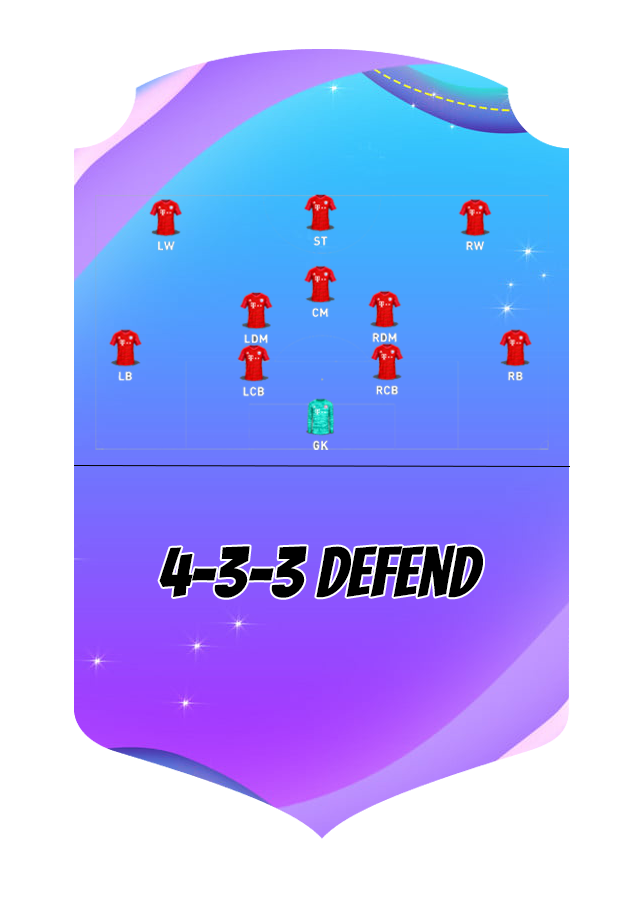 LW ST RW
CM
LDM RDM
LB LCB RCB RB
GK
4-3-3 DEFEND